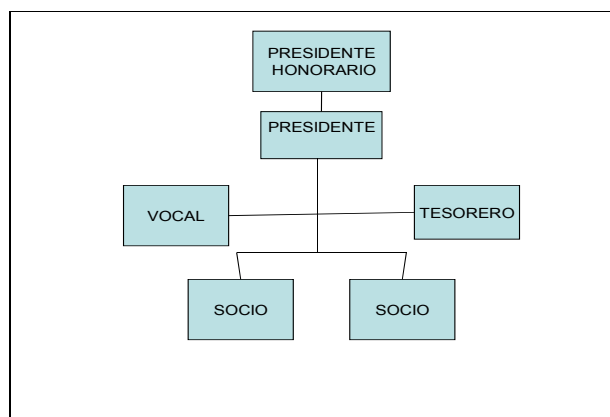 PRESIDENTE
HONORARIO
PRESIDENTE
VOCAL
TESORERO
SOCIO
SOCIO